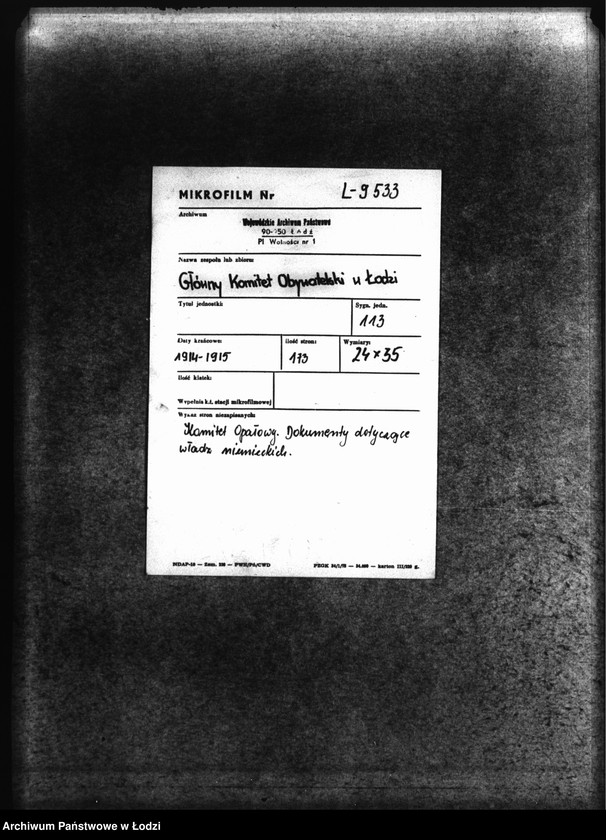 MIKROFILM Nr L-9533
Archiwum
Wojewódzkie Archiwum Państwowe
90-950 Łódź
Pl Wolności nr 1
Nazwa zespołu lub zbioru:
Główny Komitet Obywatelski w Łodzi
Tytuł jednostki:
Sygn. jedn.
113
Daty krańcowe:
1914-1915
Ilość stron:
173
Wymiary:
24×35
Ilość klatek:
Wypełnia k.t. stacji mikrofilmowej
Wykaz stron niezapisanych:
Komitet Opałowy. Dokumenty dotyczące
władz niemieckich.
Archiwum Państwowe w Łodzi